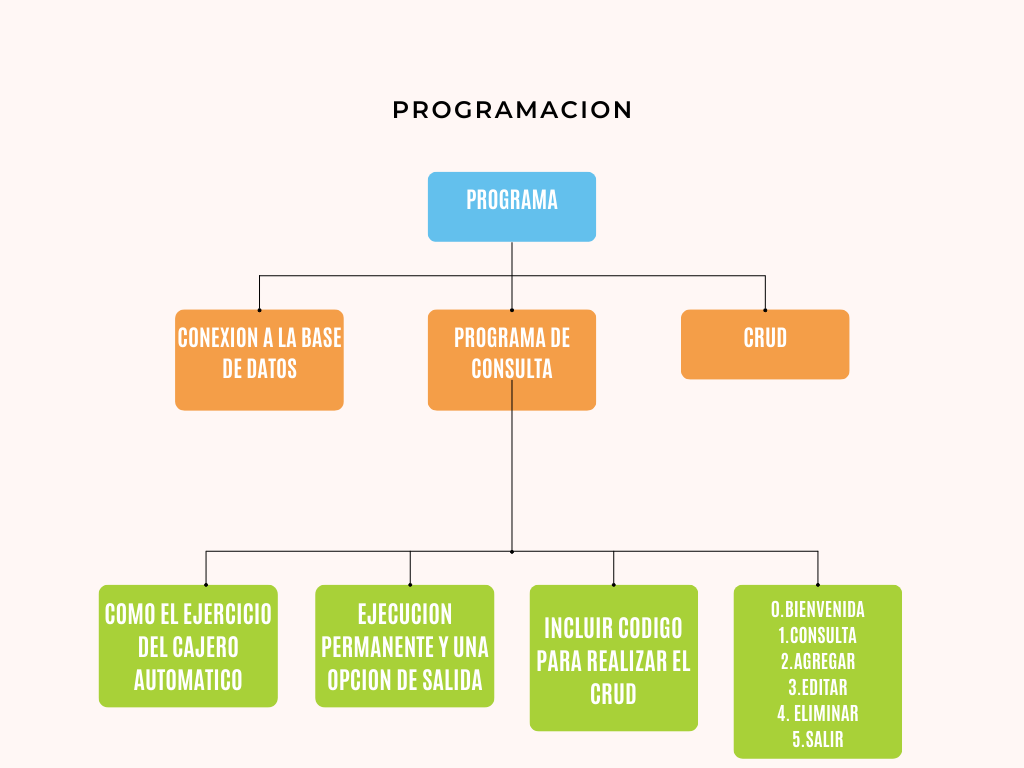 PROGRAMACION
PROGRAMA
CONEXION A LA BASE
DE DATOS
PROGRAMA DE
CONSULTA
CRUD
COMO EL EJERCICIO
DEL CAJERO
AUTOMATICO
EJECUCION
PERMANENTE Y UNA
OPCION DE SALIDA
INCLUIR CODIGO
PARA REALIZAR EL
CRUD
0.BIENVENIDA
1.CONSULTA
2.AGREGAR
3.EDITAR
4. ELIMINAR
5.SALIR